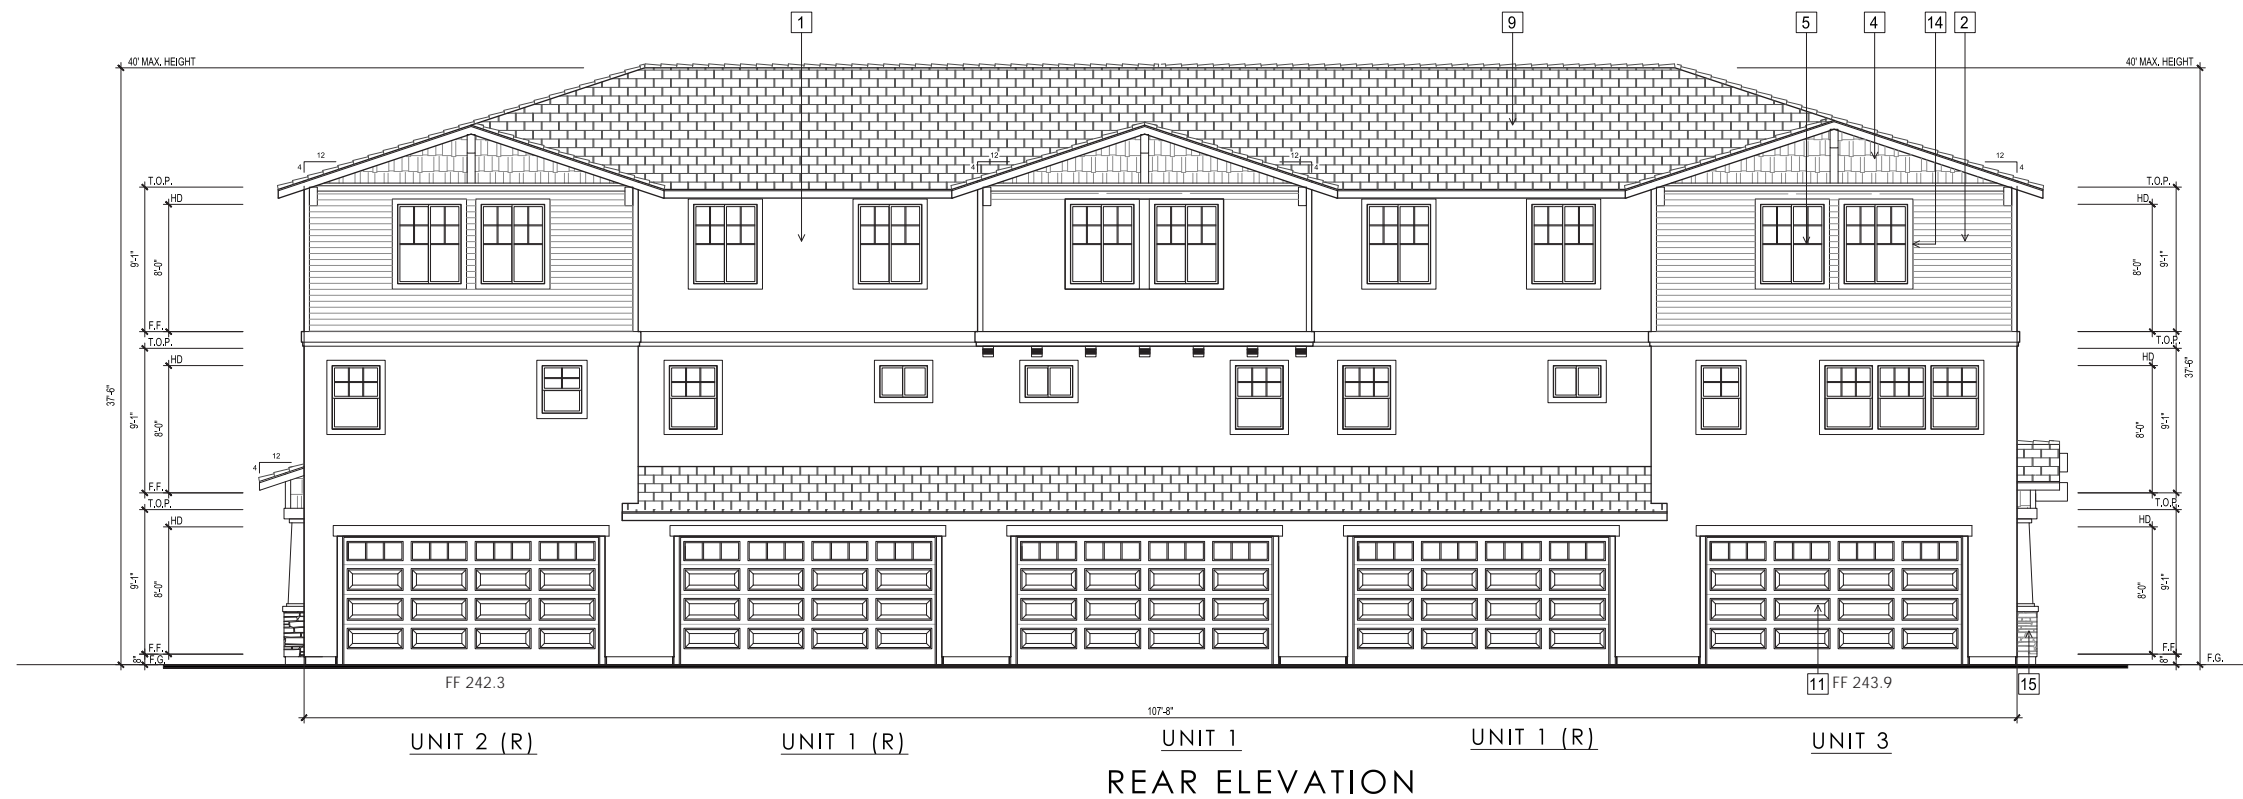 1 9 5 4 14 2
40' MAX. HEIGHT 40' MAX. HEIGHT
12 12 12 12
4 4 4 4
T.O.P. T.O.P.
HD HD
9'-1" 8'-0" 8'-0" 9'-1"
F.F.
T.O.P. T.O.P.
HD HD
37'-6" 37'-6"
9'-1" 8'-0" 8'-0" 9'-1"
12
4
F.F.
T.O.P. T.O.P.
HD HD
9'-1" 8'-0" 8'-0" 9'-1"
F.F. F.F.
8" F.G. 8" F.G.
FF 242.3 11 FF 243.9 15
107'-8"
UNIT 2 (R) UNIT 1 (R) UNIT 1 UNIT 1 (R) UNIT 3
REAR ELEVATION